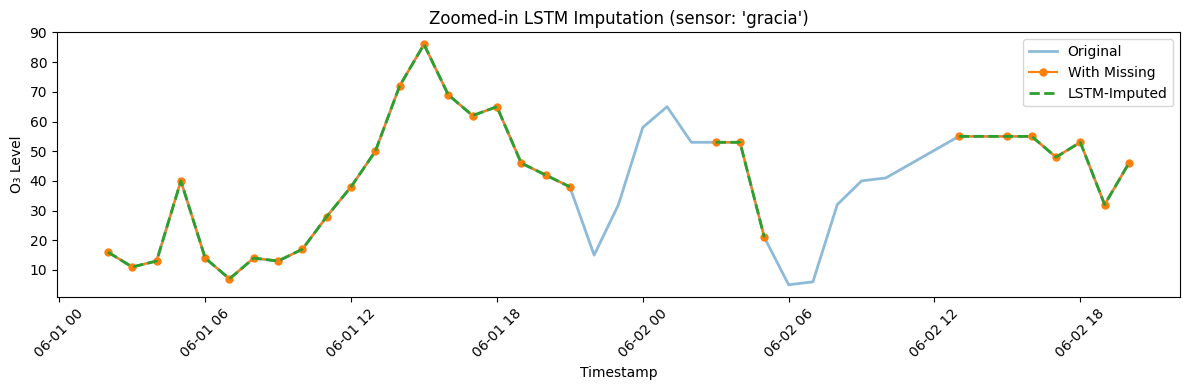 Zoomed-in LSTM Imputation (sensor: 'gracia')
O₃ Level
90
80
70
60
50
40
30
20
10
Original
With Missing
LSTM-Imputed
06-01 00
06-01 06
06-01 12
06-01 18
06-02 00
06-02 06
06-02 12
06-02 18
Timestamp